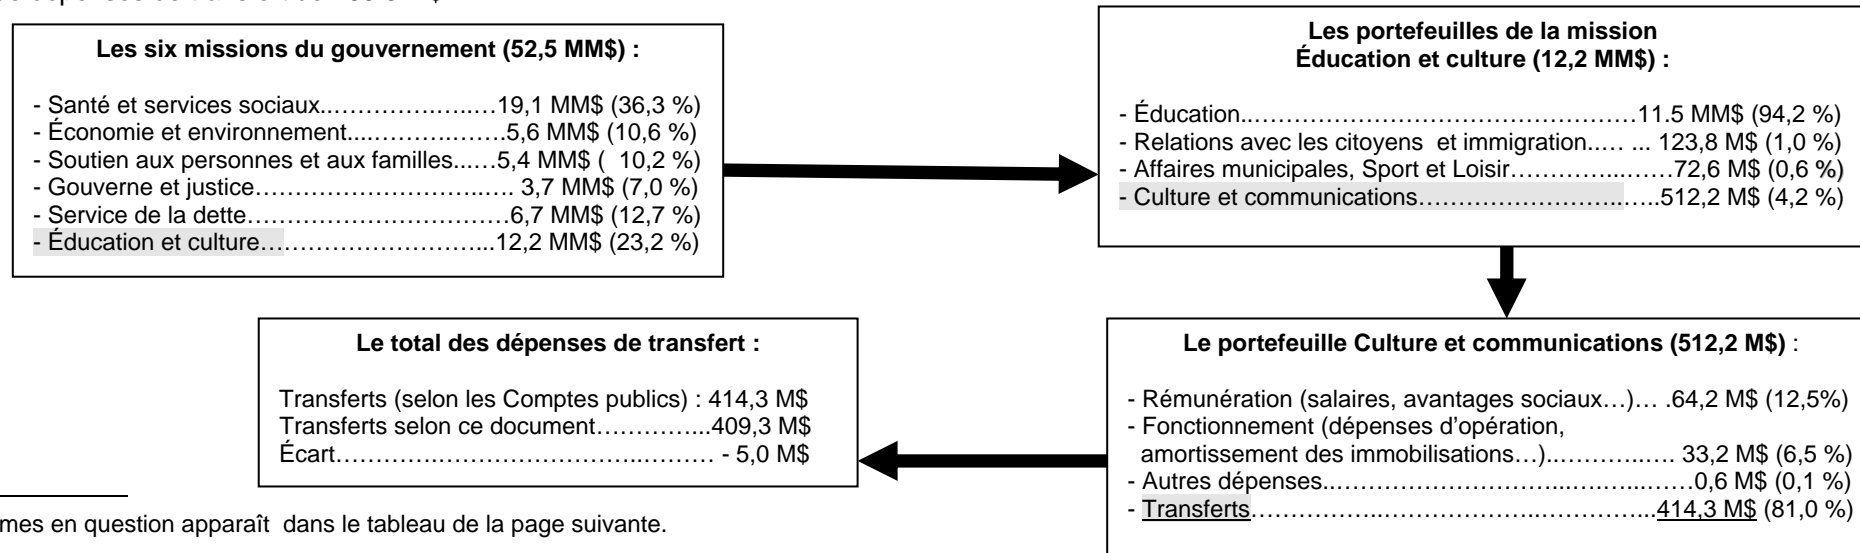 Les six missions du gouvernement (52,5 MM$) :
- Santé et services sociaux..…………..…..…19,1 MM$ (36,3 %)
- Économie et environnement....……….…….5,6 MM$ (10,6 %)
- Soutien aux personnes et aux familles...…5,4 MM$ ( 10,2 %)
- Gouverne et justice………………………..…. 3,7 MM$ (7,0 %)
- Service de la dette……………………………6,7 MM$ (12,7 %)
- Éducation et culture……………………….....12,2 MM$ (23,2 %)
Les portefeuilles de la mission
Éducation et culture (12,2 MM$) :
- Éducation..…………………………………………11.5 MM$ (94,2 %)
- Relations avec les citoyens et immigration..… ... 123,8 M$ (1,0 %)
- Affaires municipales, Sport et Loisir…………...……72,6 M$ (0,6 %)
- Culture et communications……………………..…..512,2 M$ (4,2 %)
Le portefeuille Culture et communications (512,2 M$) :
- Rémunération (salaires, avantages sociaux…)… .64,2 M$ (12,5%)
- Fonctionnement (dépenses d’opération,
amortissement des immobilisations…)..………..…. 33,2 M$ (6,5 %)
- Autres dépenses..………………………...…...……0,6 M$ (0,1 %)
- Transferts……………..………………..…………...414,3 M$ (81,0 %)
Le total des dépenses de transfert :
Transferts (selon les Comptes publics) : 414,3 M$
Transferts selon ce document…………...409,3 M$
Écart………….……………………..……… - 5,0 M$
mes en question apparaît dans le tableau de la page suivante.